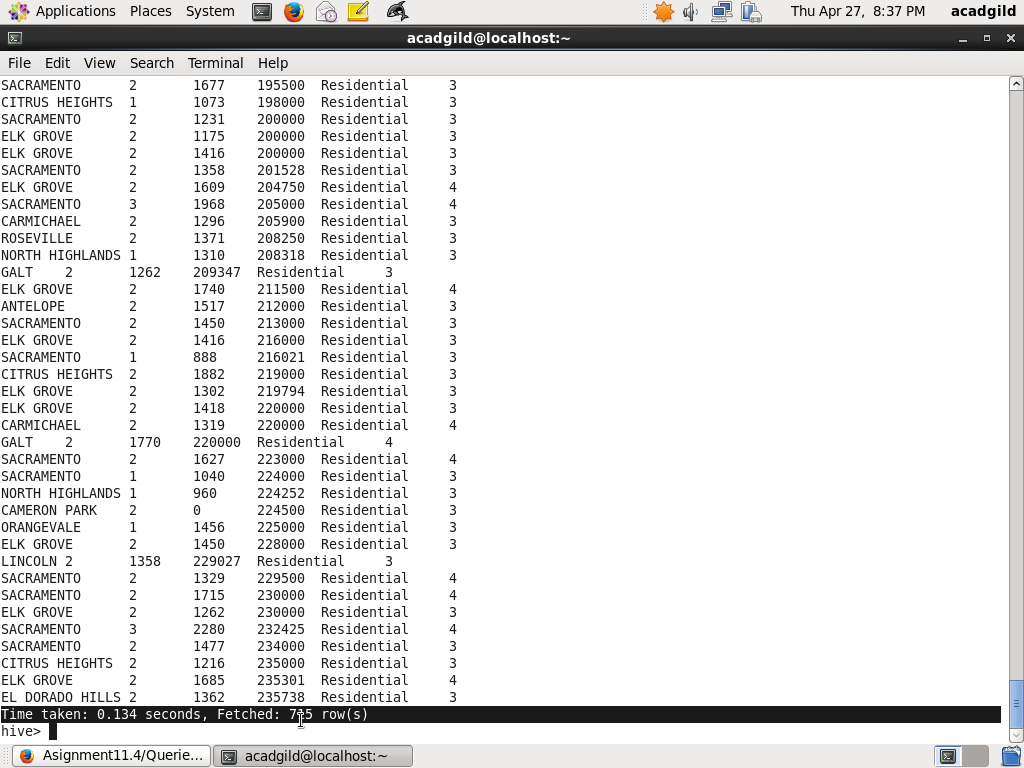 Applications Places System Thu Apr 27, 8:37 PM acadgild
acadgild@localhost:~
File Edit View Search Terminal Help
SACRAMENTO 2 1677 195500 Residential 3
CITRUS HEIGHTS 1 1073 198000 Residential 3
SACRAMENTO 2 1231 200000 Residential 3
ELK GROVE 2 1175 200000 Residential 3
ELK GROVE 2 1416 200000 Residential 3
SACRAMENTO 2 1358 201528 Residential 3
ELK GROVE 2 1609 204750 Residential 4
SACRAMENTO 3 1968 205000 Residential 4
CARMICHAEL 2 1296 205900 Residential 3
ROSEVILLE 2 1371 208250 Residential 3
NORTH HIGHLANDS 1 1310 208318 Residential 3
GALT 2 1262 209347 Residential 3
ELK GROVE 2 1740 211500 Residential 4
ANTELOPE 2 1517 212000 Residential 3
SACRAMENTO 2 1450 213000 Residential 3
ELK GROVE 2 1416 216000 Residential 3
SACRAMENTO 1 888 216021 Residential 3
CITRUS HEIGHTS 2 1882 219000 Residential 3
ELK GROVE 2 1302 219794 Residential 3
ELK GROVE 2 1418 220000 Residential 3
CARMICHAEL 2 1319 220000 Residential 4
GALT 2 1770 220000 Residential 4
SACRAMENTO 2 1627 223000 Residential 4
SACRAMENTO 1 1040 224000 Residential 3
NORTH HIGHLANDS 1 960 224252 Residential 3
CAMERON PARK 2 0 224500 Residential 3
ORANGEVALE 1 1456 225000 Residential 3
ELK GROVE 2 1450 228000 Residential 3
LINCOLN 2 1358 229027 Residential 3
SACRAMENTO 2 1329 229500 Residential 4
SACRAMENTO 2 1715 230000 Residential 4
ELK GROVE 2 1262 230000 Residential 3
SACRAMENTO 3 2280 232425 Residential 4
SACRAMENTO 2 1477 234000 Residential 3
CITRUS HEIGHTS 2 1216 235000 Residential 3
ELK GROVE 2 1685 235301 Residential 4
EL DORADO HILLS 2 1362 235738 Residential 3
Time taken: 0.134 seconds, Fetched: row(s)
hive>
Asignment11.4/Querie... acadgild@localhost:~